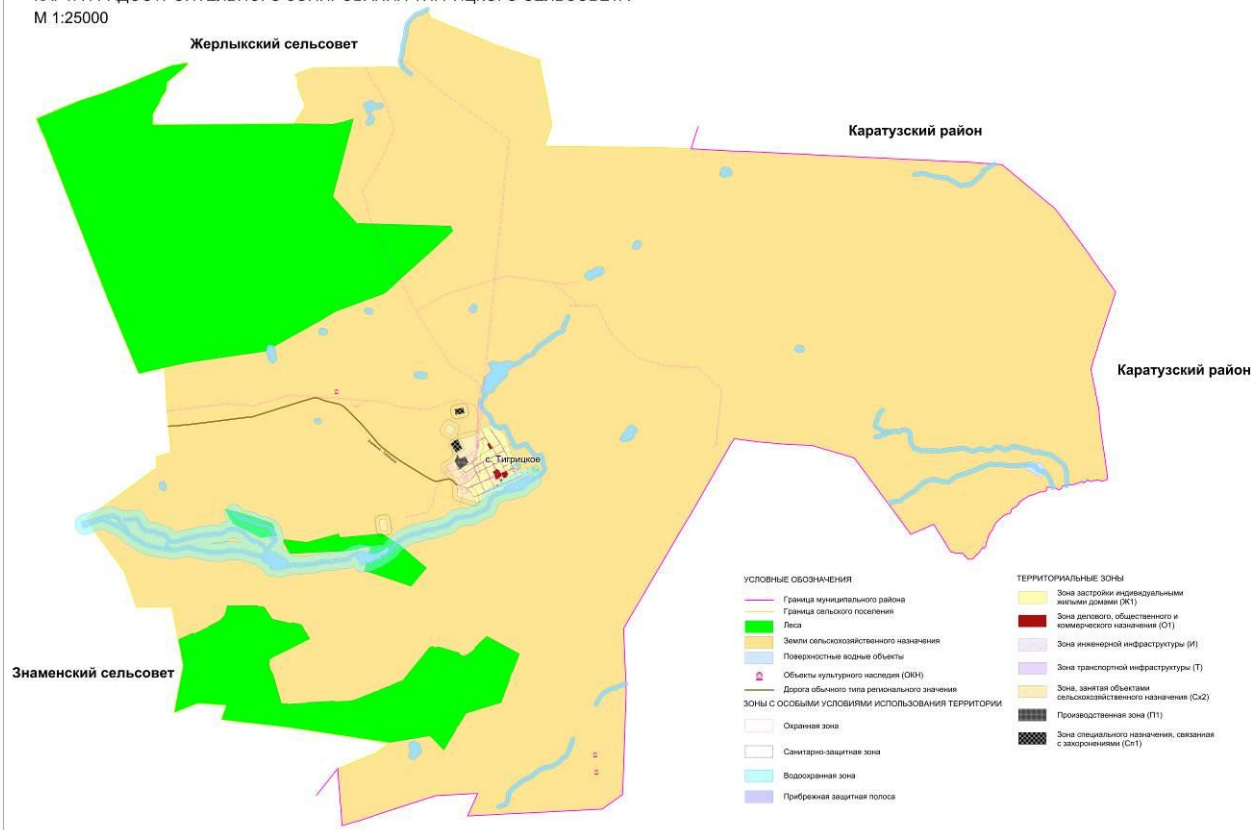 М 1:25000
Жерлыкский сельсовет
Каратузский район
Каратузский район
с. Тигрицкое
Знаменский сельсовет
УСЛОВНЫЕ ОБОЗНАЧЕНИЯ
Граница муниципального района
Граница сельского поселения
Леса
Земли сельскохозяйственного назначения
Поверхностные водные объекты
Объекты культурного наследия (ОКН)
Дорога обычного типа регионального значения
ЗОНЫ С ОСОБЫМИ УСЛОВИЯМИ ИСПОЛЬЗОВАНИЯ ТЕРРИТОРИИ
Охранная зона
Санитарно-защитная зона
Водоохранная зона
Прибрежная защитная полоса
ТЕРРИТОРИАЛЬНЫЕ ЗОНЫ
Зона застройки индивидуальными
жилыми домами (Ж1)
Зона делового, общественного и
коммерческого назначения (О1)
Зона инженерной инфраструктуры (И)
Зона транспортной инфраструктуры (Т)
Зона, занятая объектами
сельскохозяйственного назначения (Сх2)
Производственная зона (П1)
Зона специального назначения, связанная
с захоронениями (Сп1)